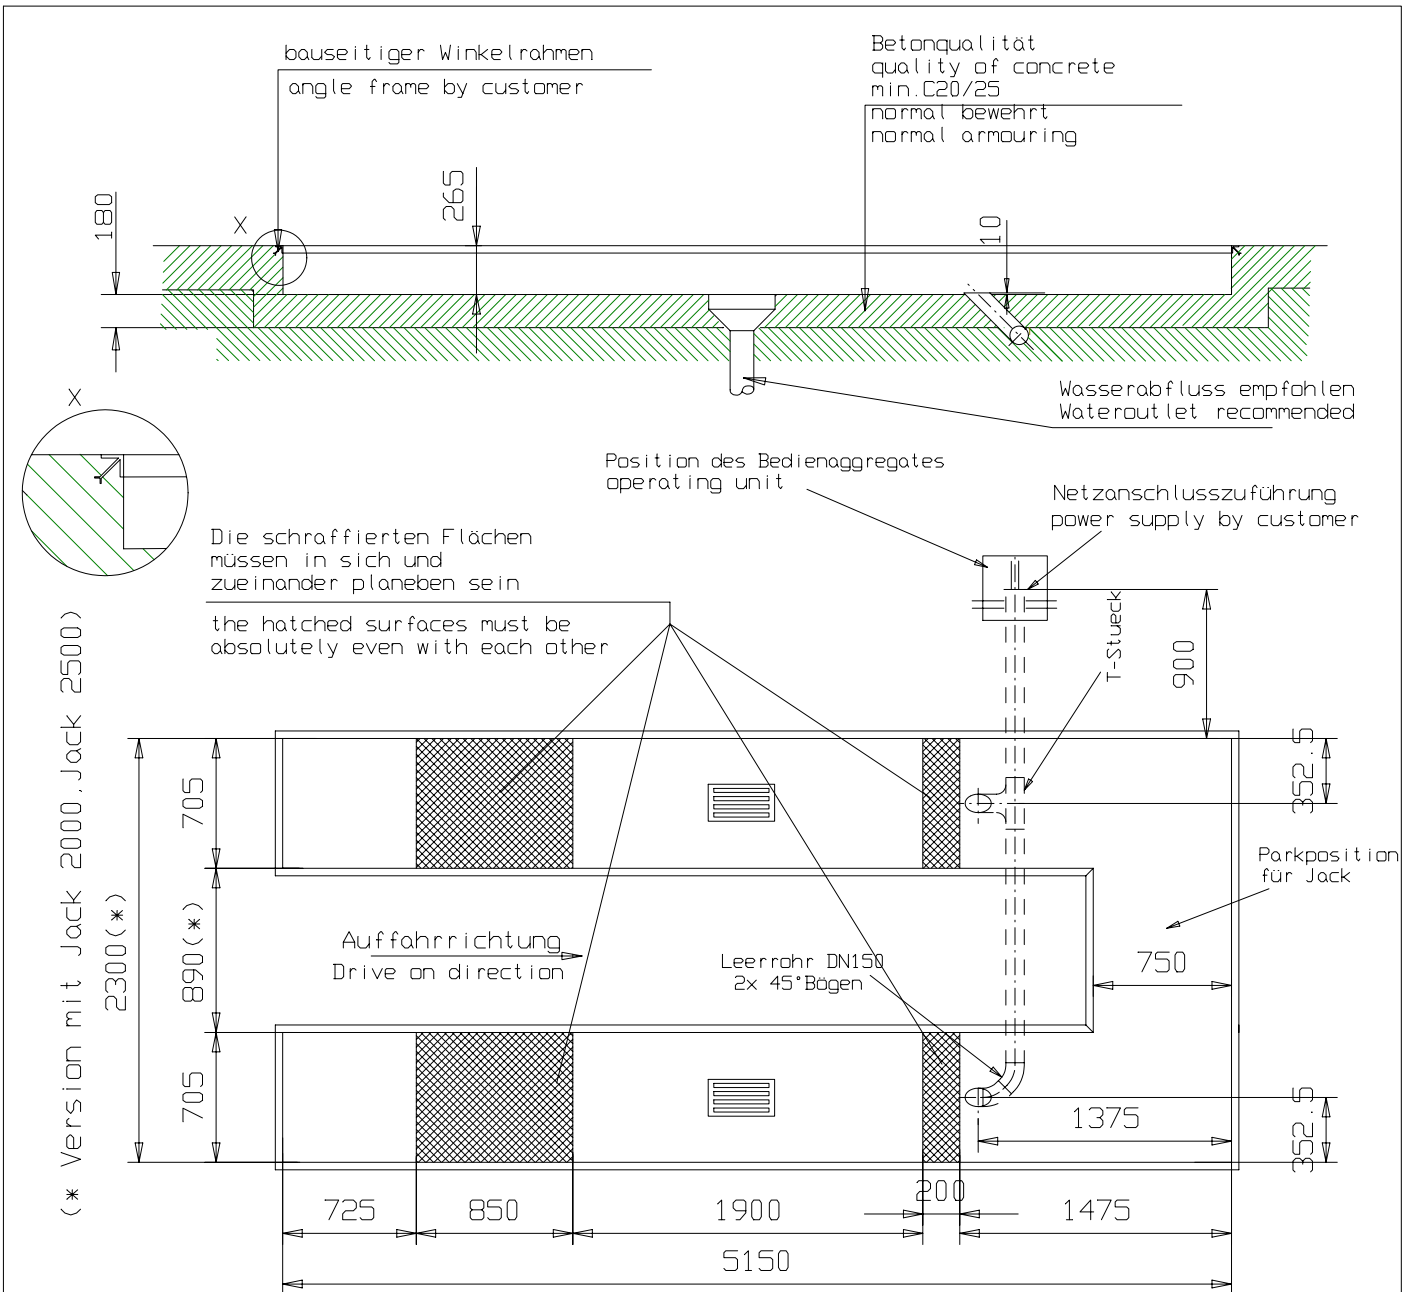 bauseitiger Winkelrahmen
angle frame by customer
Betonqualität
quality of concrete
min.C20/25
normal bewehrt
normal armouring
180
X
265
10
Wasserabfluss empfohlen
Wateroutlet recommended
X
Position des Bedienaggregates
operating unit
Netzanschlusszuführung
power supply by customer
Die schraffierten Flächen
müssen in sich und
zueinander planeben sein
the hatched surfaces must be
absolutely even with each other
T-Stueck
900
(* Version mit Jack 2000,Jack 2500)
2300(*)
705
890(*)
705
352.5
Parkposition
für Jack
Auffahrrichtung
Drive on direction
Leerrohr DN150
2x 45°Bögen
750
1375
352.5
725
850
1900
200
1475
5150